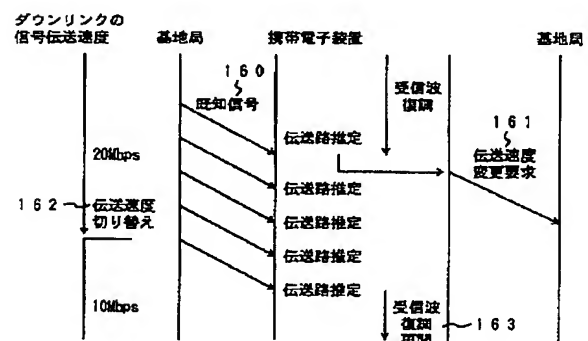 ダウンリンクの
信号伝送速度
基地局
携帯電子装置
基地局
160
既知信号
受信波
復調
161
伝送路推定
伝送速度
変更要求
20Mbps
伝送路推定
162
伝送速度
切り替え
伝送路推定
伝送路推定
伝送路推定
10Mbps
受信波
復調
再開
163